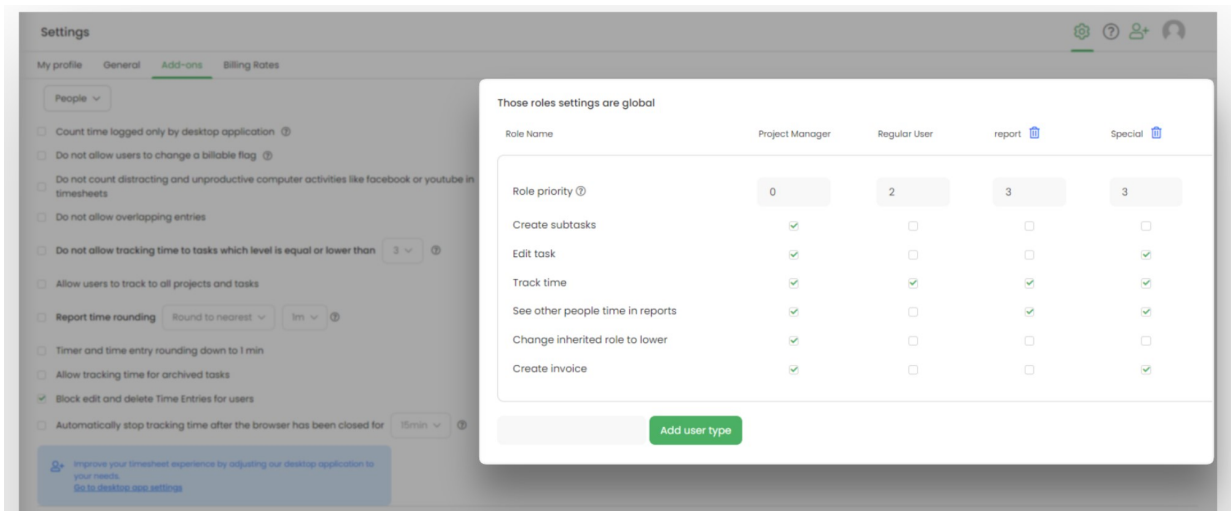 Settings
My profile General Add-ons Billing Rates
People
Count time logged only by desktop application
Do not allow users to change a billable flag
Do not count distracting and unproductive computer activities like facebook or youtube in
timesheets
Do not allow overlapping entries
Do not allow tracking time to tasks which level is equal or lower than 3
Allow users to track to all projects and tasks
Report time rounding Round to nearest 1m
Timer and time entry rounding down to 1 min
Allow tracking time for archived tasks
Block edit and delete Time Entries for users
Automatically stop tracking time after the browser has been closed for 15min
Improve your timesheet experience by adjusting our desktop application to
your needs.
Go to desktop app settings
Those roles settings are global
Role Name Project Manager Regular User report Special
Role priority 0 2 3 3
Create subtasks
Edit task
Track time
See other people time in reports
Change inherited role to lower
Create invoice
Add user type